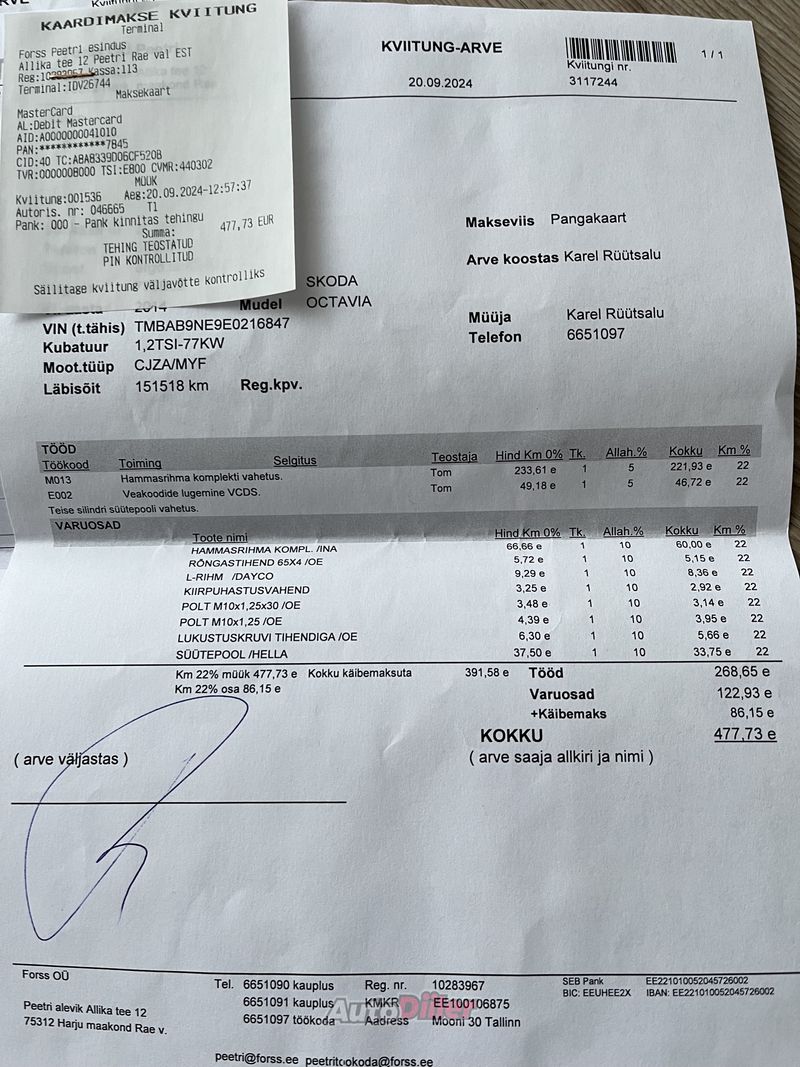 KAARDIMAKSE KVIITUNG
Terminal
Forss Peetri esindus
Allika tee 12 Peetri Rae val EST
Kassa:113
Terminal:IDV26744
Maksekaart
MasterCard
AL:Debit Mastercard
AID:A0000000041010
PAN:************7845
CID:40 TC:ABA8339D06CF520B
TVR:0000008000 TSI:E800 CVMR:440302
MÜÜK
Kviitung:001536 Aeg:20.09.2024-12:57:37
Autoris. nr: 046665 T1
Pank: 000 - Pank kinnitas tehingu
Summa: 477,73 EUR
TEHING TEOSTATUD
PIN KONTROLLITUD
Säilitage kviitung väljavõtte kontrolliks
KVIITUNG-ARVE
20.09.2024
Kviitungi nr.
3117244
1 / 1
Makseviis Pangakaart
Arve koostas Karel Rüütsalu
Müüja Karel Rüütsalu
Telefon 6651097
SKODA
2014 Mudel OCTAVIA
VIN (t.tähis) TMBAB9NE9E0216847
Kubatuur 1,2TSI-77KW
Moot.tüüp CJZA/MYF
Läbisõit 151518 km Reg.kpv.
TÖÖD
Töökood Toiming Selgitus Teostaja Hind Km 0% Tk. Allah.% Kokku Km %
M013 Hammasrihma komplekti vahetus. Tom 233,61 e 1 5 221,93 e 22
E002 Veakoodide lugemine VCDS. Tom 49,18 e 1 5 46,72 e 22
Teise silindri süütepooli vahetus.
VARUOSAD
Toote nimi Hind Km 0% Tk. Allah.% Kokku Km %
HAMMASRIHMA KOMPL. /INA 66,66 e 1 10 60,00 e 22
RÕNGASTIHEND 65X4 /OE 5,72 e 1 10 5,15 e 22
L-RIHM /DAYCO 9,29 e 1 10 8,36 e 22
KIIRPUHASTUSVAHEND 3,25 e 1 10 2,92 e 22
POLT M10x1,25x30 /OE 3,48 e 1 10 3,14 e 22
POLT M10x1,25 /OE 4,39 e 1 10 3,95 e 22
LUKUSTUSKRUVI TIHENDIGA /OE 6,30 e 1 10 5,66 e 22
SÜÜTEPOOL /HELLA 37,50 e 1 10 33,75 e 22
Km 22% müük 477,73 e Kokku käibemaksuta 391,58 e Tööd 268,65 e
Km 22% osa 86,15 e Varuosad 122,93 e
+Käibemaks 86,15 e
KOKKU 477,73 e
( arve väljastas ) ( arve saaja allkiri ja nimi )
Forss OÜ
Peetri alevik Allika tee 12
75312 Harju maakond Rae v.
Tel. 6651090 kauplus
6651091 kauplus
6651097 töökoda
peetri@forss.ee peetritookoda@forss.ee
Reg. nr. 10283967
KMKR EE100106875
Aadress Mooni 30 Tallinn
SEB Pank EE221010052045726002
BIC: EEUHEE2X IBAN: EE221010052045726002
AutoDiiler